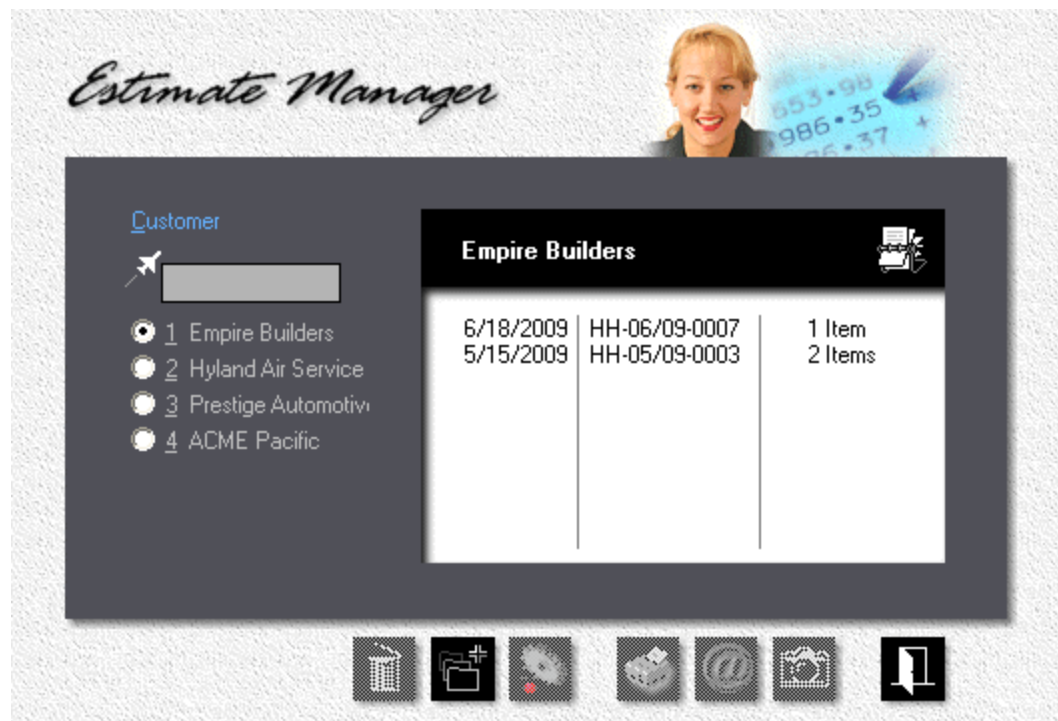 Estimate Manager
653•98
986•35 +
•37 +
Customer
1 Empire Builders
2 Hyland Air Service
3 Prestige Automotiv
4 ACME Pacific
Empire Builders
6/18/2009 HH-06/09-0007 1 Item
5/15/2009 HH-05/09-0003 2 Items
@